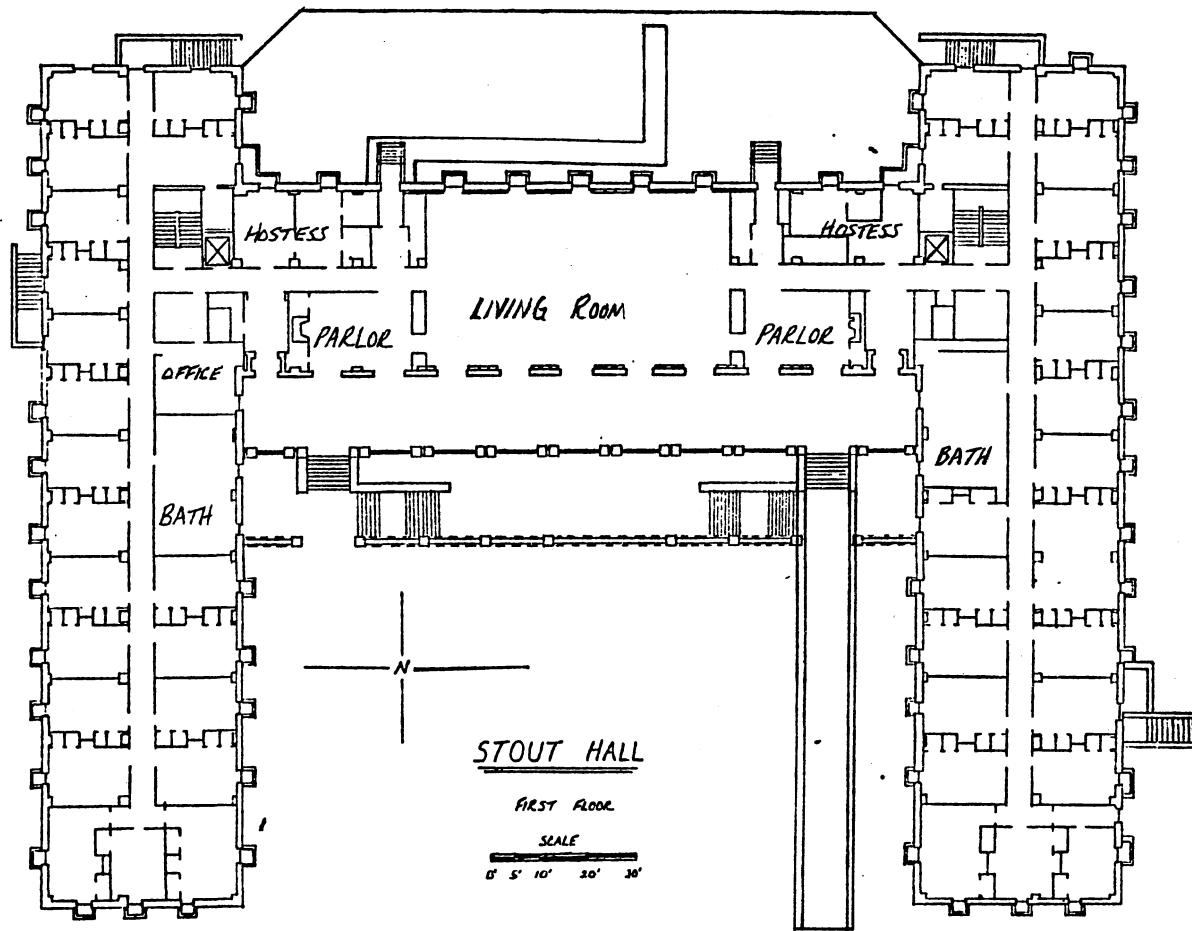 HOSTESS
HOSTESS
LIVING ROOM
PARLOR
PARLOR
OFFICE
BATH
BATH
N
STOUT HALL
FIRST FLOOR
SCALE
0' 5' 10' 20' 30'